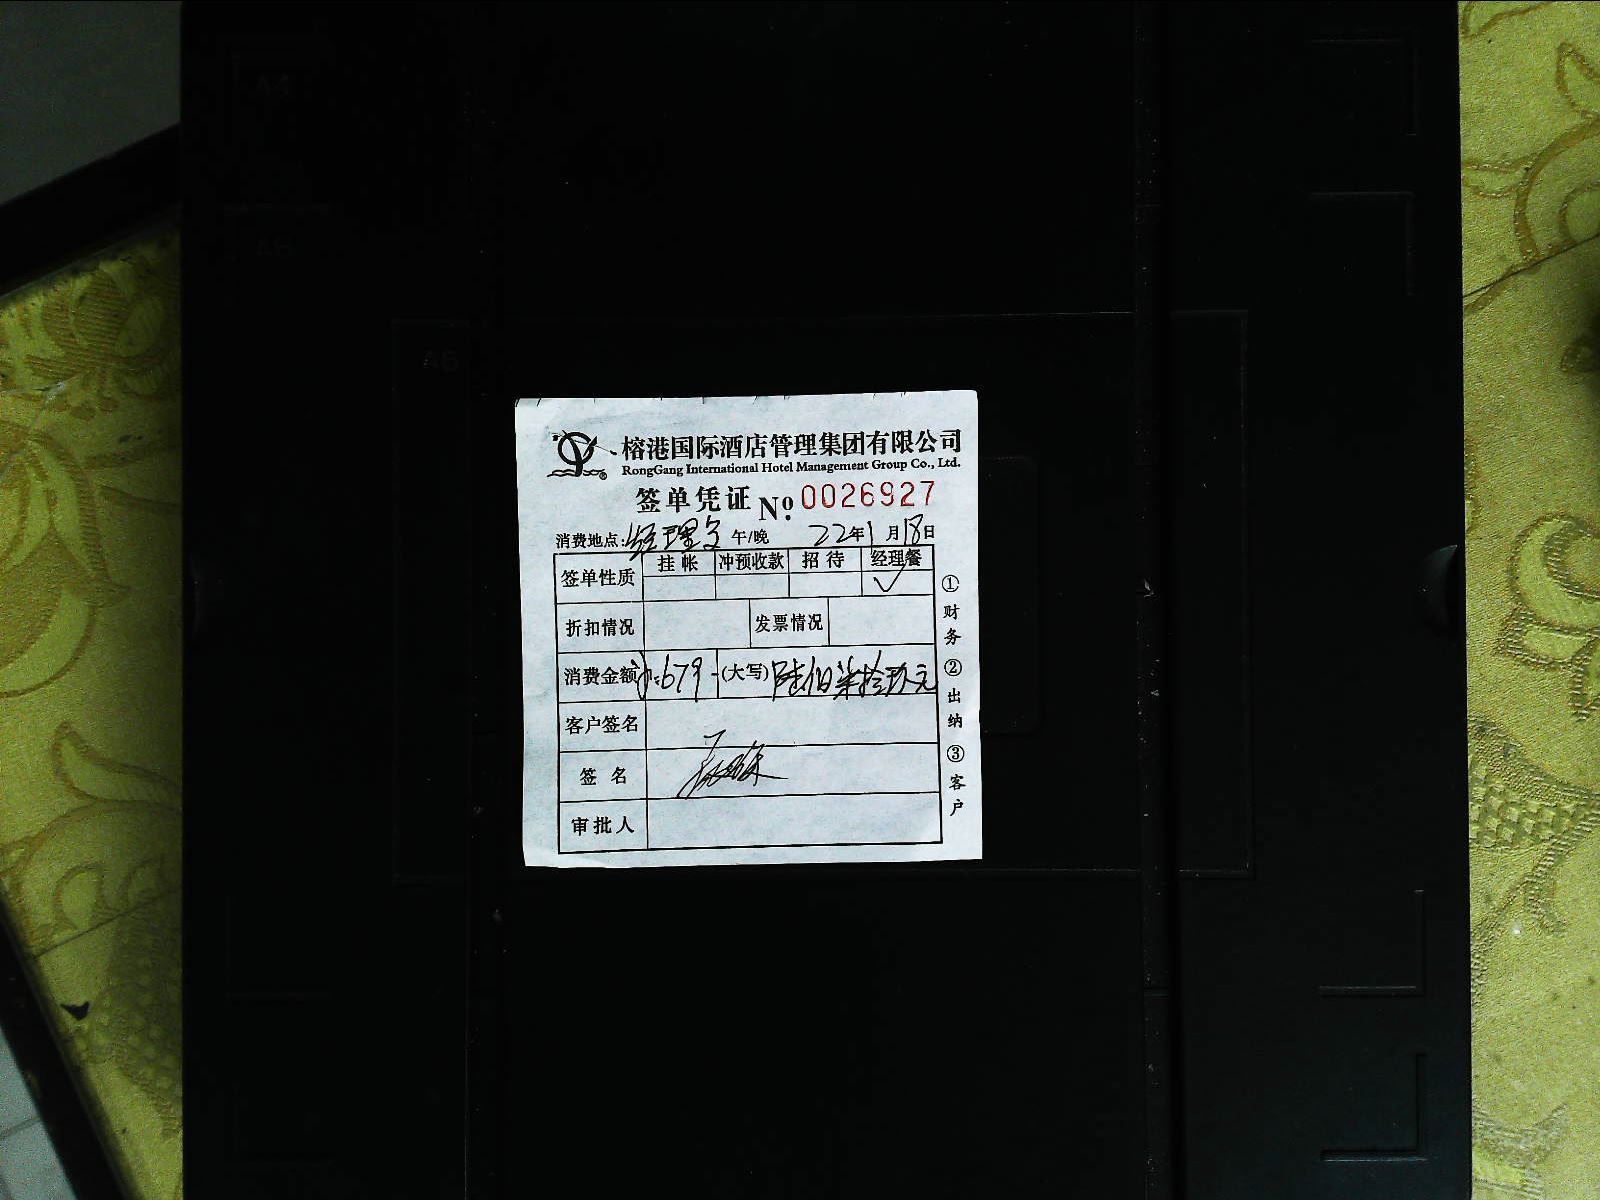 榕港国际酒店管理集团有限公司
RongGang International Hotel Management Group Co., Ltd.
签单凭证 No. 0026927
消费地点: 经理 午/晚 22年1月18日
签单性质 挂帐 冲预收款 招待 经理餐
✓
折扣情况 发票情况
消费金额 ¥:679- (大写) 陆佰柒拾玖元
客户签名
签名
审批人
①财务 ②出纳 ③客户
A4
A5